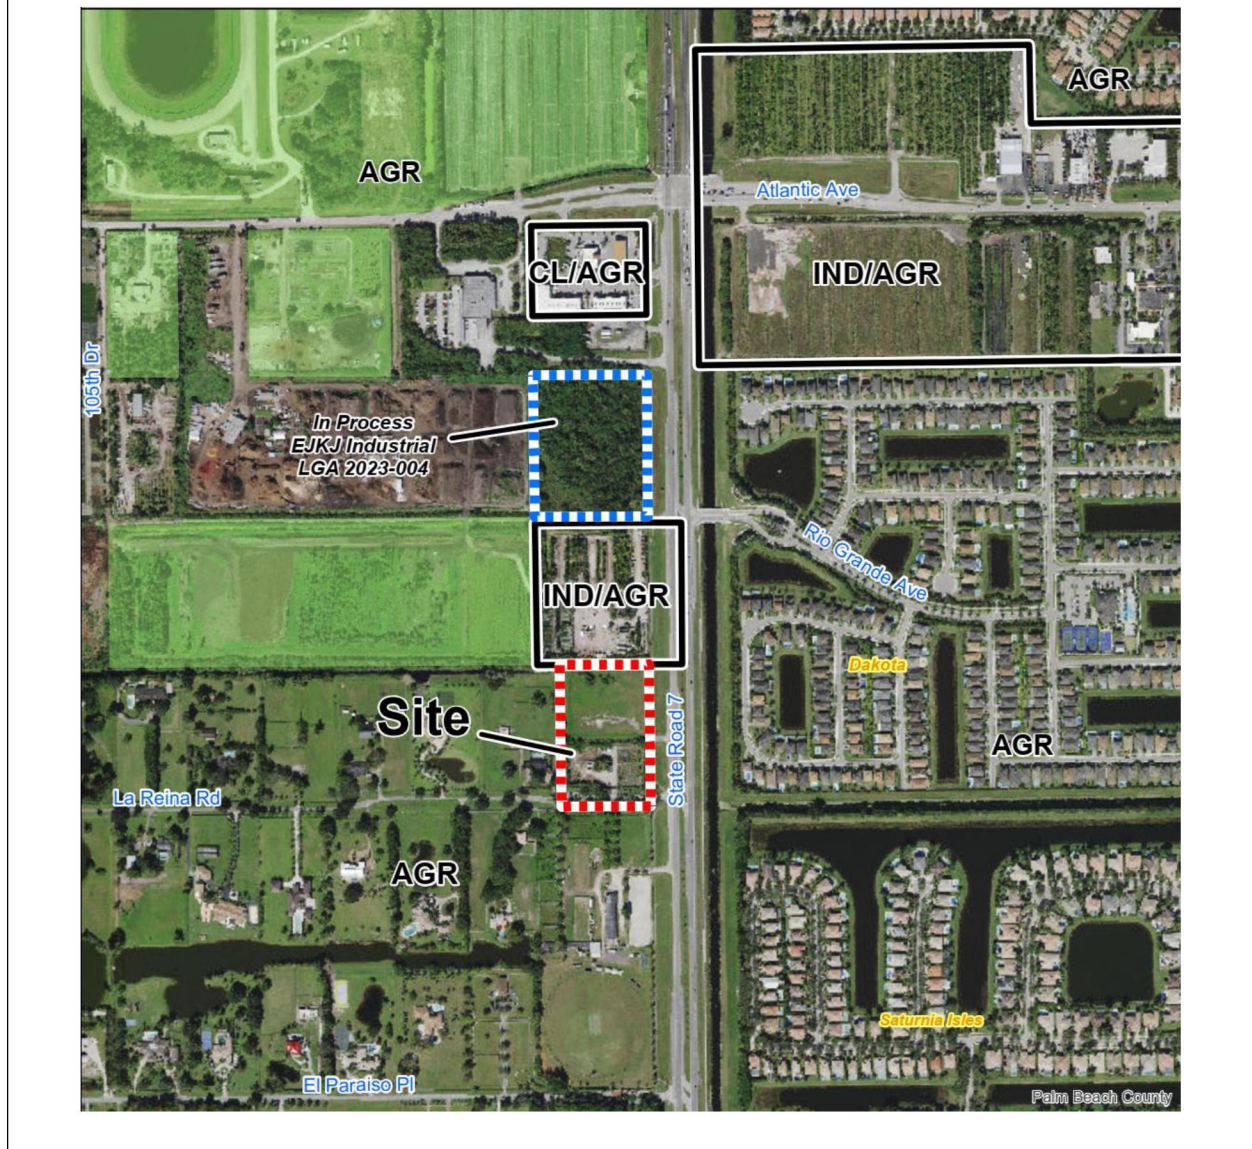 AGR
AGR
Atlantic Ave
CL/AGR
IND/AGR
105th Dr
In Process
EJKJ Industrial
LGA 2023-004
Rio Grande Ave
IND/AGR
Dakota
Site
State Road 7
AGR
La Reina Rd
AGR
Saturnia Isles
El Paraiso Pl
Palm Beach County